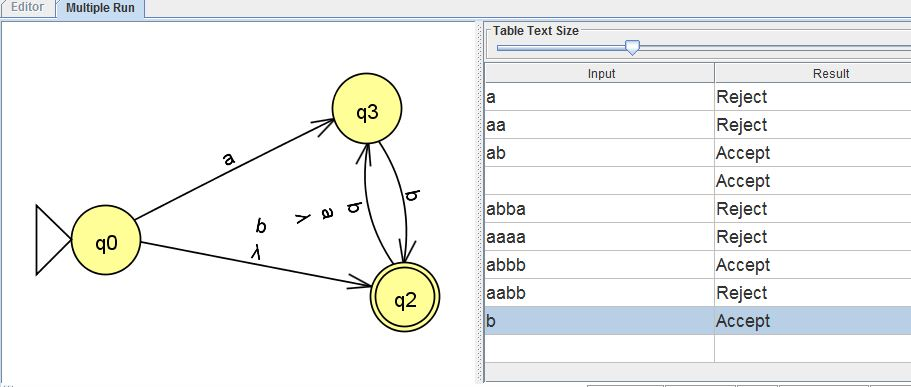 Editor
Multiple Run
Table Text Size
Input Result
a Reject
aa Reject
ab Accept
Accept
abba Reject
aaaa Reject
abbb Accept
aabb Reject
b Accept
q3
a
b
λ a b
q0
b
λ
q2